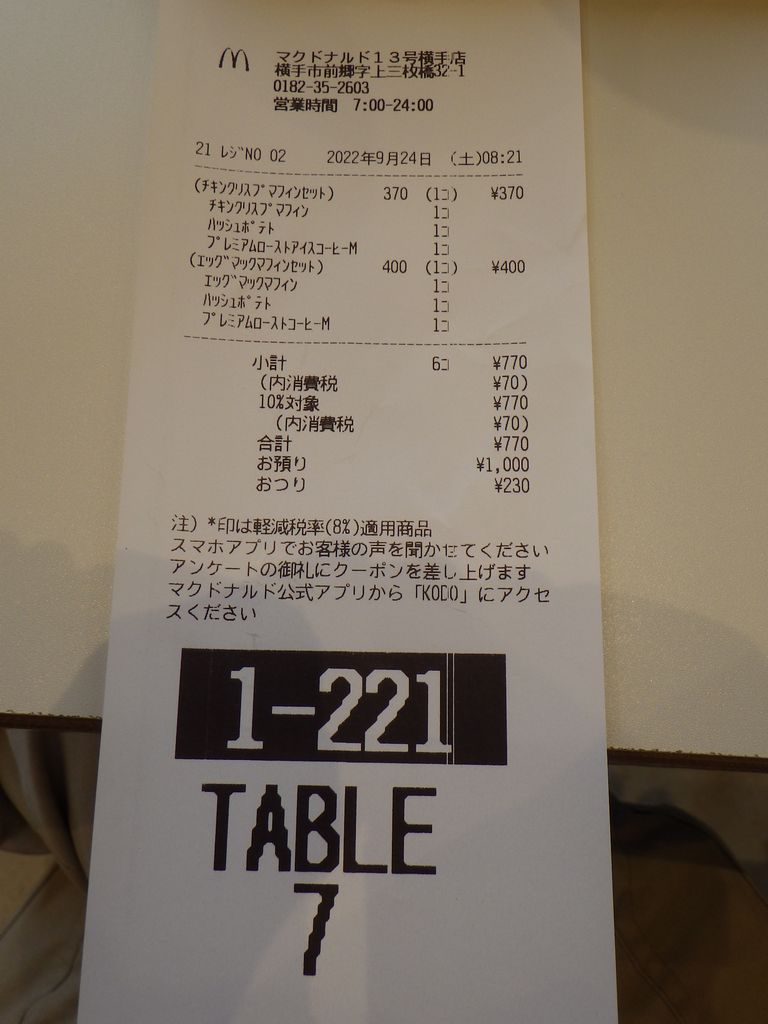 マクドナルド13号横手店
横手市前郷字上三枚橋32-1
0182-35-2603
営業時間 7:00-24:00
21 ﾚｼﾞNO 02 2022年9月24日 (土)08:21
(ﾁｷﾝｸﾘｽﾌﾟﾏﾌｨﾝｾｯﾄ) 370 (1コ) ¥370
ﾁｷﾝｸﾘｽﾌﾟﾏﾌｨﾝ 1コ
ﾊｯｼｭﾎﾟﾃﾄ 1コ
ﾌﾟﾚﾐｱﾑﾛｰｽﾄｱｲｽｺｰﾋｰM 1コ
(ｴｯｸﾞﾏｯｸﾏﾌｨﾝｾｯﾄ) 400 (1コ) ¥400
ｴｯｸﾞﾏｯｸﾏﾌｨﾝ 1コ
ﾊｯｼｭﾎﾟﾃﾄ 1コ
ﾌﾟﾚﾐｱﾑﾛｰｽﾄｺｰﾋｰM 1コ
小計 6コ ¥770
(内消費税 ¥70)
10%対象 ¥770
(内消費税 ¥70)
合計 ¥770
お預り ¥1,000
おつり ¥230
注) *印は軽減税率(8%)適用商品
スマホアプリでお客様の声を聞かせてください
アンケートの御礼にクーポンを差し上げます
マクドナルド公式アプリから「KODO」にアクセ
スください
1-221
TABLE
7